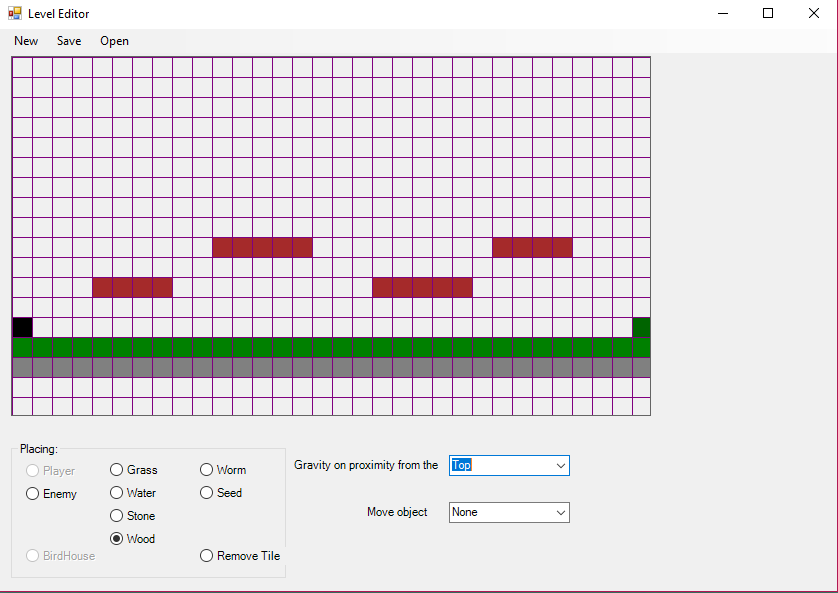 Level Editor
New Save Open
Placing:
Player Grass Worm
Enemy Water Seed
Stone
Wood
BirdHouse Remove Tile
Gravity on proximity from the Top
Move object None